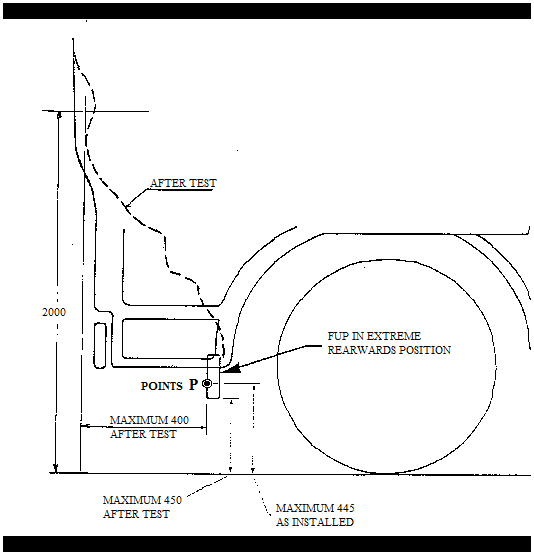 AFTER TEST
2000
FUP IN EXTREME
REARWARDS POSITION
POINTS P
MAXIMUM 400
AFTER TEST
MAXIMUM 450
AFTER TEST
MAXIMUM 445
AS INSTALLED